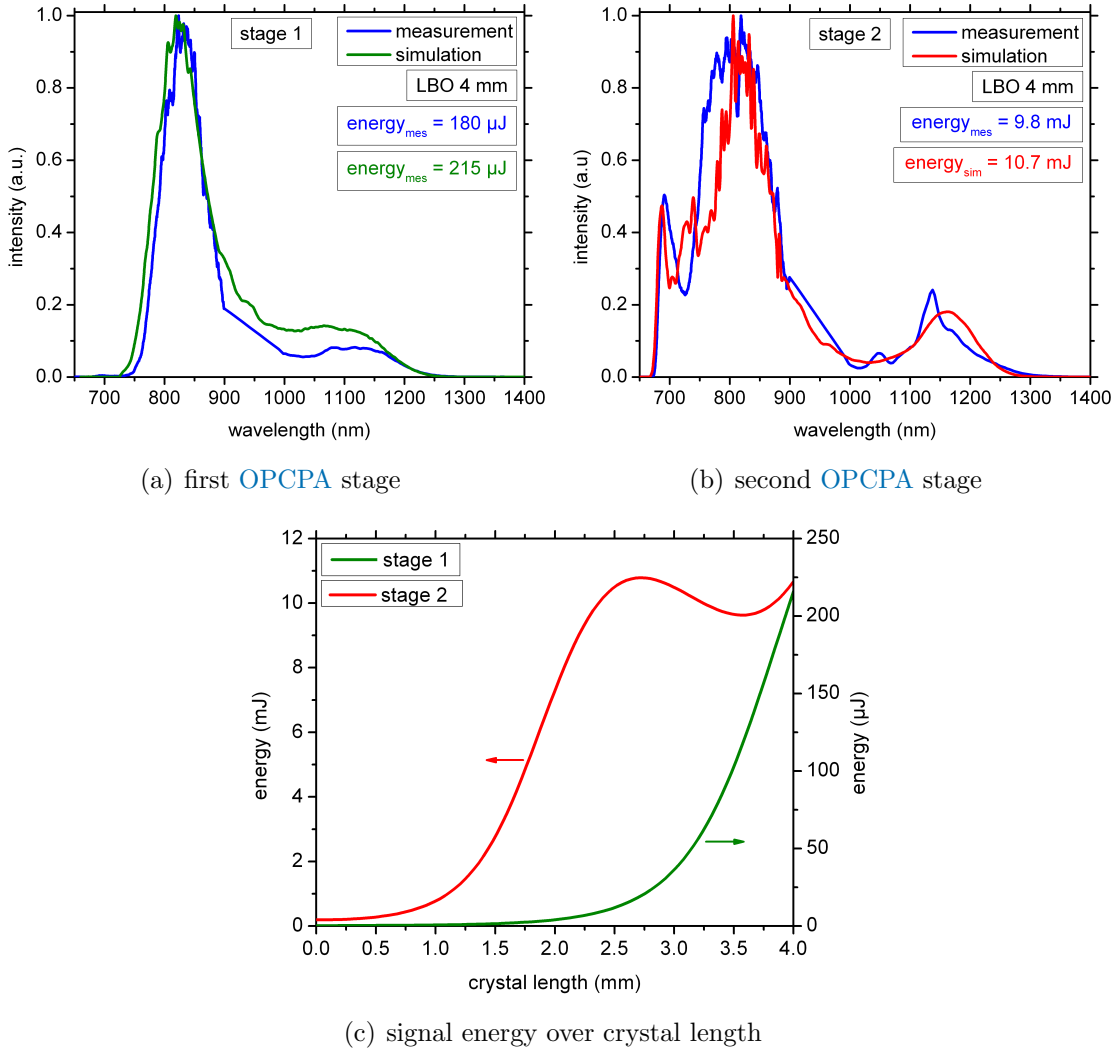 stage 1
measurement
simulation
LBO 4 mm
energymes = 180 µJ
energymes = 215 µJ
intensity (a.u.)
1.0
0.8
0.6
0.4
0.2
0.0
700 800 900 1000 1100 1200 1300 1400
wavelength (nm)
(a) first OPCPA stage
stage 2
measurement
simulation
LBO 4 mm
energymes = 9.8 mJ
energysim = 10.7 mJ
intensity (a.u)
1.0
0.8
0.6
0.4
0.2
0.0
700 800 900 1000 1100 1200 1300 1400
wavelength (nm)
(b) second OPCPA stage
stage 1
stage 2
energy (mJ)
12
10
8
6
4
2
0
energy (µJ)
250
200
150
100
50
0
0.0 0.5 1.0 1.5 2.0 2.5 3.0 3.5 4.0
crystal length (mm)
(c) signal energy over crystal length